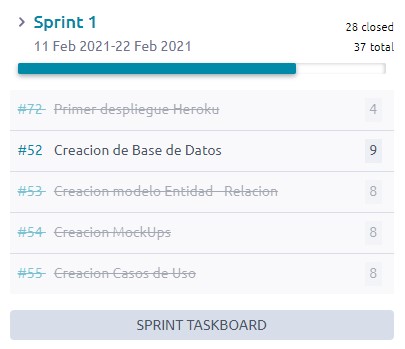 Sprint 1
28 closed
11 Feb 2021-22 Feb 2021
37 total
#72 Primer despliegue Heroku 4
#52 Creacion de Base de Datos 9
#53 Creacion modelo Entidad - Relacion 8
#54 Creacion MockUps 8
#55 Creacion Casos de Uso 8
SPRINT TASKBOARD